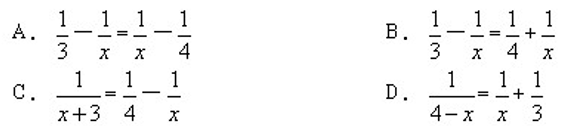 A. 1/3 − 1/x = 1/x − 1/4 B. 1/3 − 1/x = 1/4 + 1/x
C. 1/(x+3) = 1/4 − 1/x D. 1/(4−x) = 1/x + 1/3